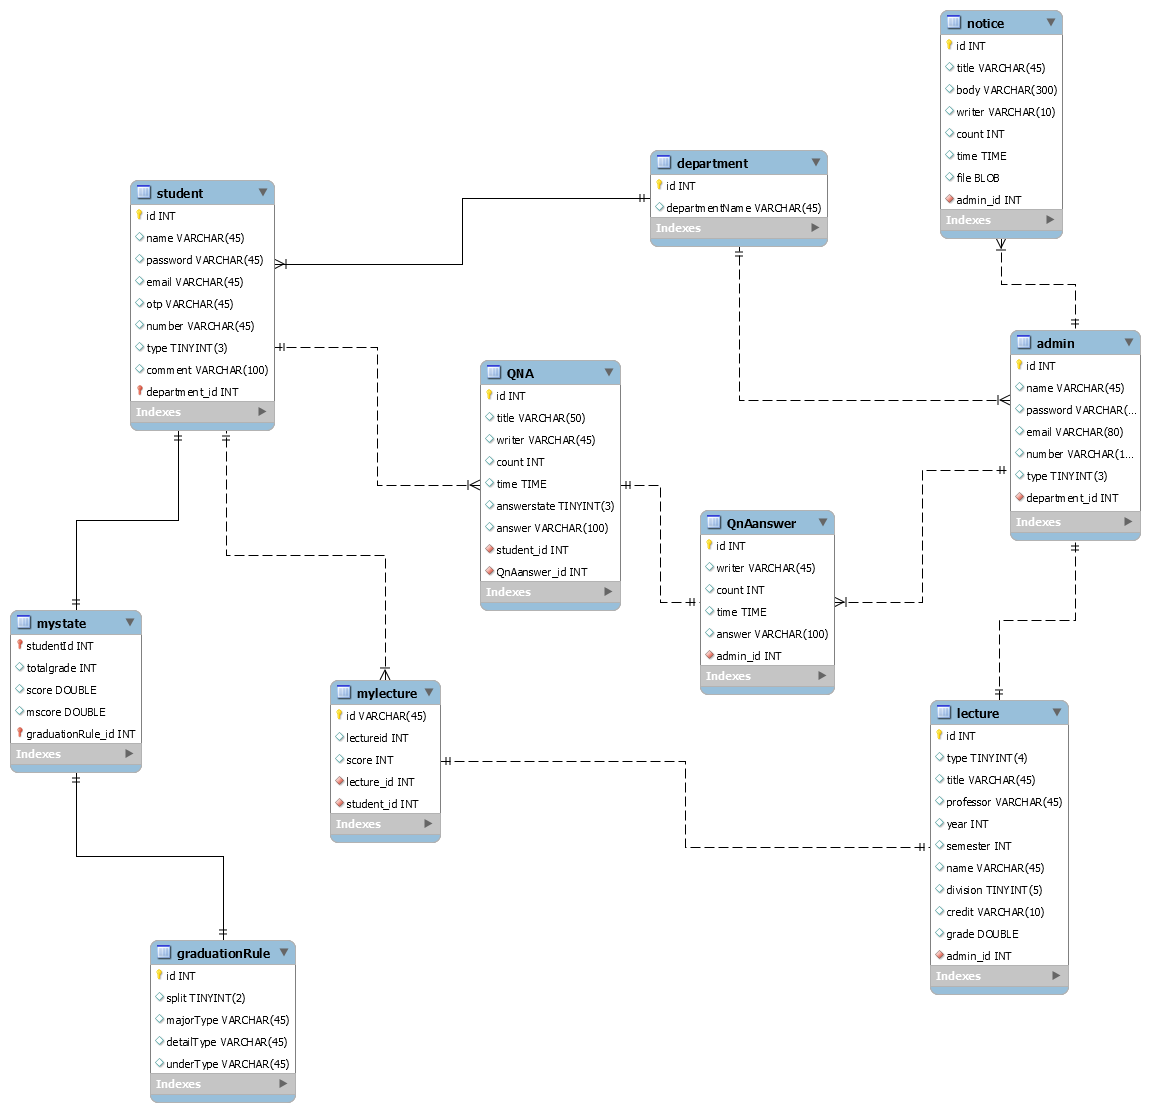 notice
id INT
title VARCHAR(45)
body VARCHAR(300)
writer VARCHAR(10)
count INT
time TIME
file BLOB
admin_id INT
Indexes
department
id INT
departmentName VARCHAR(45)
Indexes
student
id INT
name VARCHAR(45)
password VARCHAR(45)
email VARCHAR(45)
otp VARCHAR(45)
number VARCHAR(45)
type TINYINT(3)
comment VARCHAR(100)
department_id INT
Indexes
admin
id INT
name VARCHAR(45)
password VARCHAR(...
email VARCHAR(80)
number VARCHAR(1...
type TINYINT(3)
department_id INT
Indexes
QNA
id INT
title VARCHAR(50)
writer VARCHAR(45)
count INT
time TIME
answerstate TINYINT(3)
answer VARCHAR(100)
student_id INT
QnAanswer_id INT
Indexes
QnAanswer
id INT
writer VARCHAR(45)
count INT
time TIME
answer VARCHAR(100)
admin_id INT
Indexes
mystate
studentId INT
totalgrade INT
score DOUBLE
mscore DOUBLE
graduationRule_id INT
Indexes
mylecture
id VARCHAR(45)
lectureid INT
score INT
lecture_id INT
student_id INT
Indexes
lecture
id INT
type TINYINT(4)
title VARCHAR(45)
professor VARCHAR(45)
year INT
semester INT
name VARCHAR(45)
division TINYINT(5)
credit VARCHAR(10)
grade DOUBLE
admin_id INT
Indexes
graduationRule
id INT
split TINYINT(2)
majorType VARCHAR(45)
detailType VARCHAR(45)
underType VARCHAR(45)
Indexes